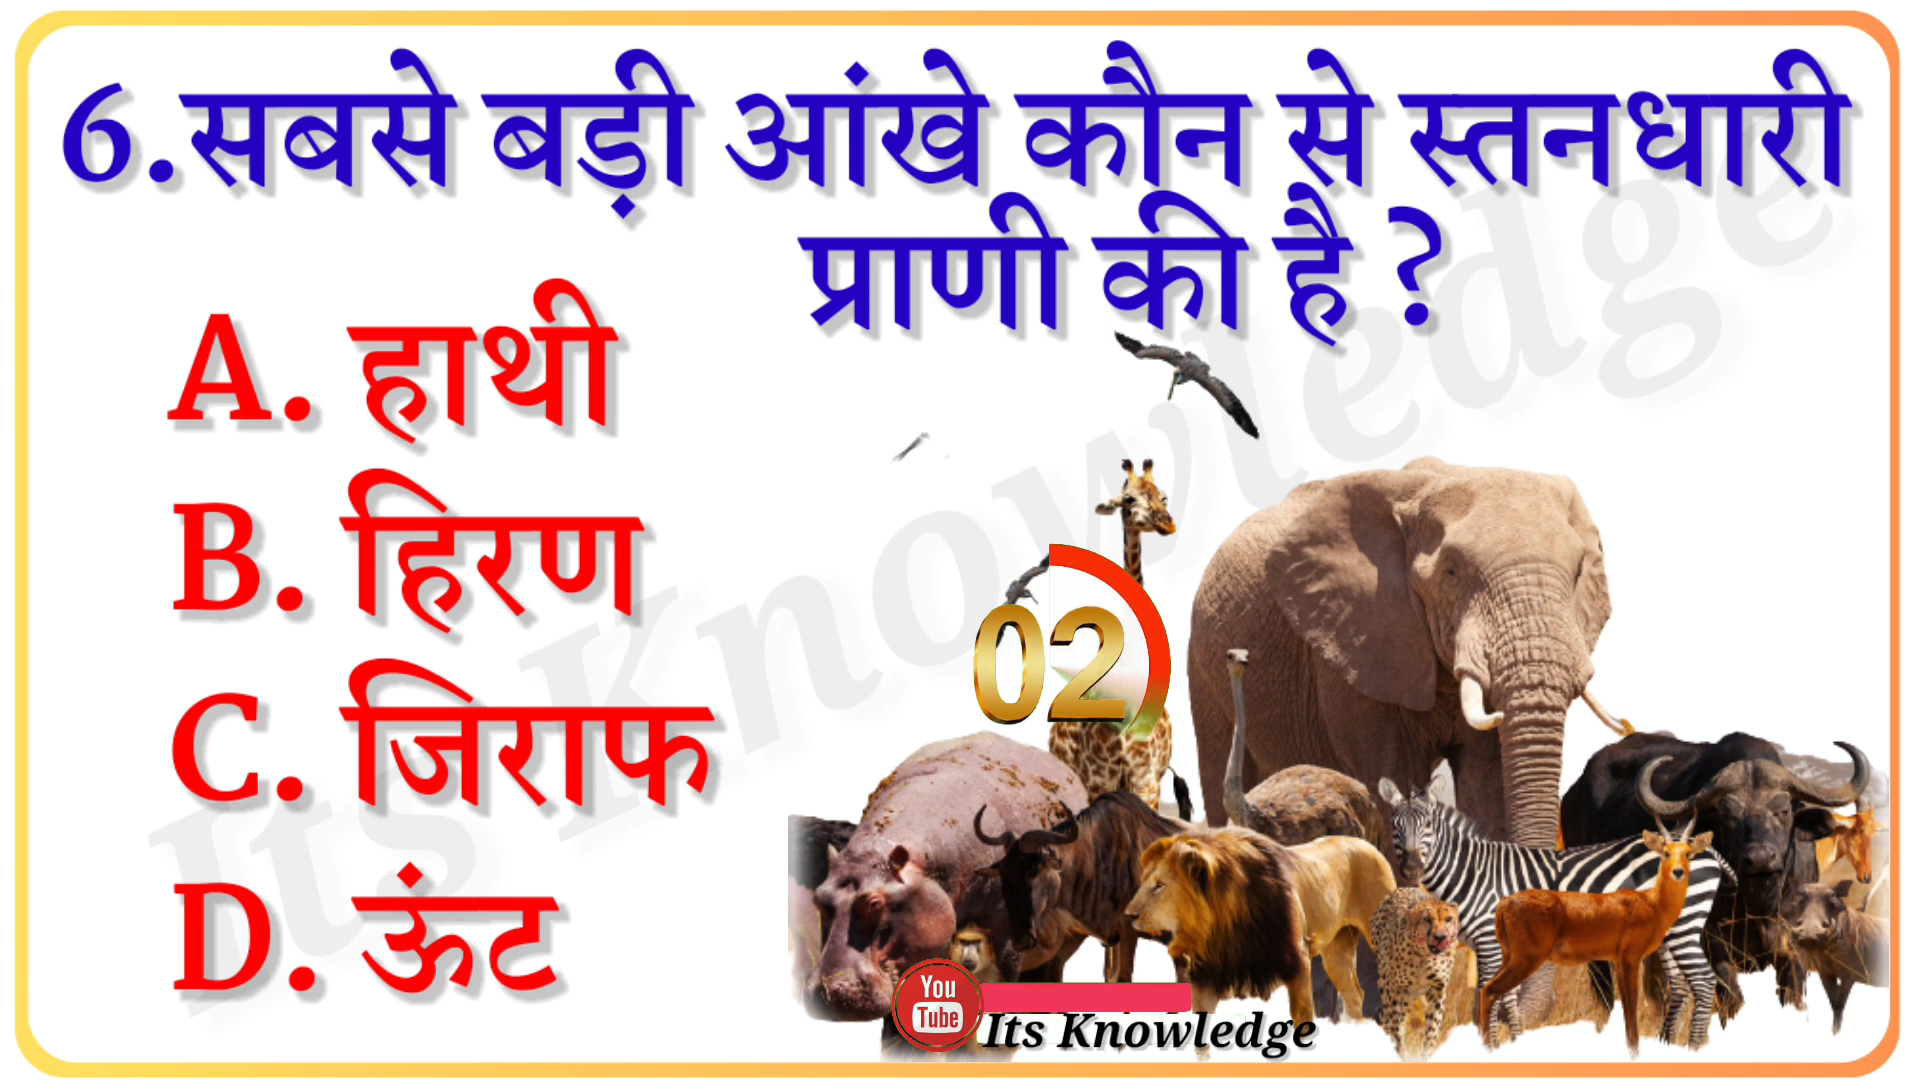 6.सबसे बड़ी आंखे कौन से स्तनधारी
प्राणी की है ?
A. हाथी
B. हिरण
C. जिराफ
D. ऊंट
02
You
Tube
Its Knowledge
Its Knowledge